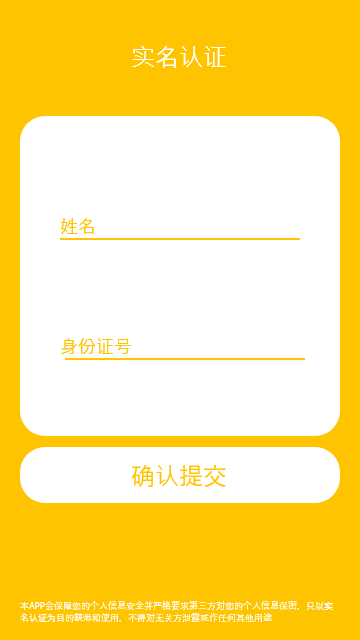 实名认证
姓名
身份证号
确认提交
本APP会保障您的个人信息安全并严格要求第三方对您的个人信息保密，只以实
名认证为目的获悉和使用，不得对无关方泄露或作任何其他用途